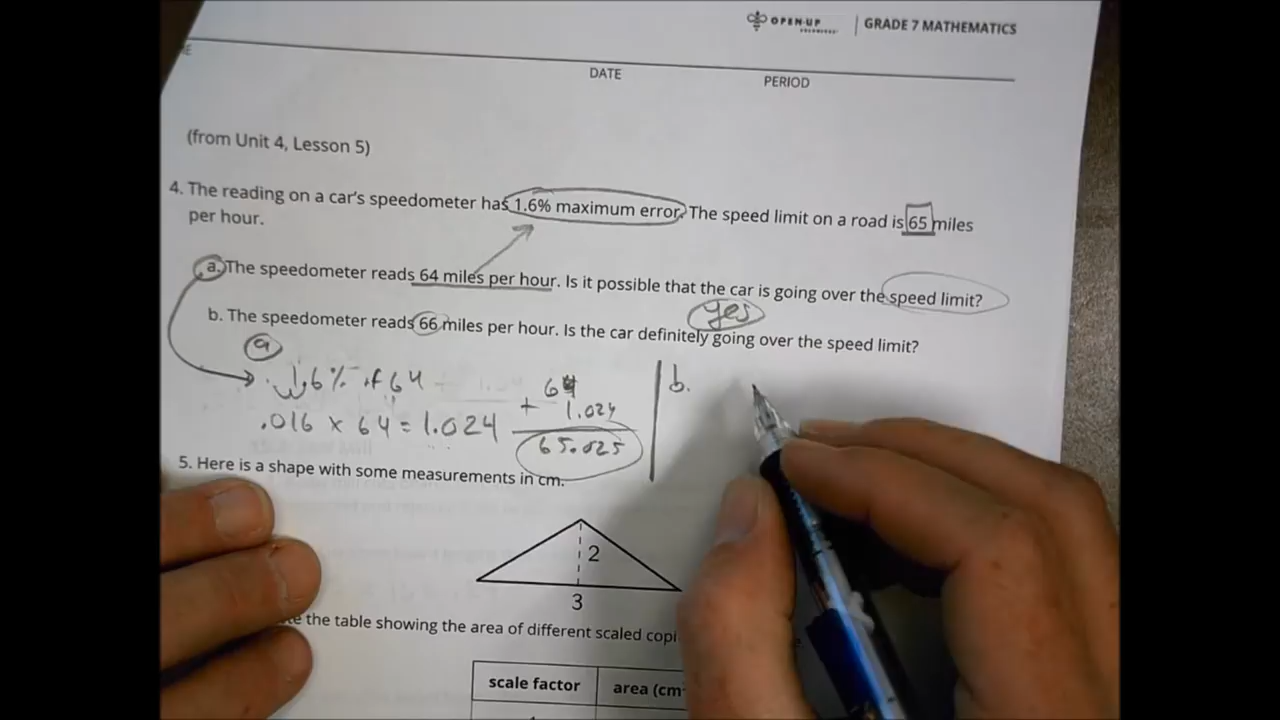 OPEN-UP
GRADE 7 MATHEMATICS
DATE
PERIOD
(from Unit 4, Lesson 5)
4. The reading on a car's speedometer has 1.6% maximum error. The speed limit on a road is 65 miles
per hour.
a. The speedometer reads 64 miles per hour. Is it possible that the car is going over the speed limit?
yes
b. The speedometer reads 66 miles per hour. Is the car definitely going over the speed limit?
a
1.6% of 64
.016 x 64 = 1.024
64
+ 1.024
65.025
b.
5. Here is a shape with some measurements in cm.
2
3
the table showing the area of different scaled
scale factor
area